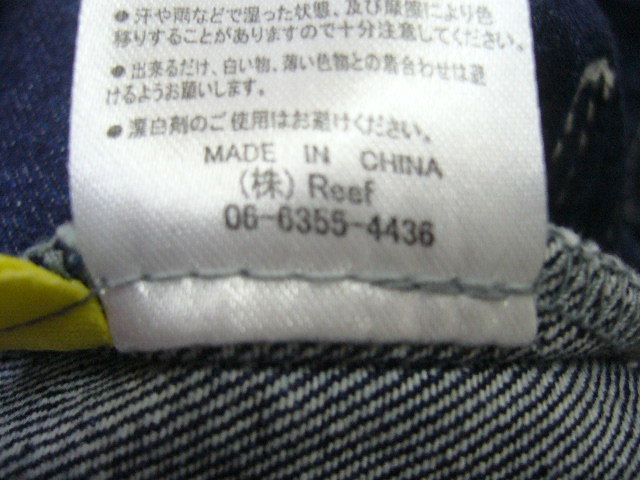 ●汗や雨などで湿った状態、及び摩擦により色
移りすることがありますので十分注意してください。
●出来るだけ、白い物、薄い色物との着合わせは避
けるようお願いします。
●漂白剤のご使用はお避けください。
MADE IN CHINA
(株) Reef
06-6355-4436